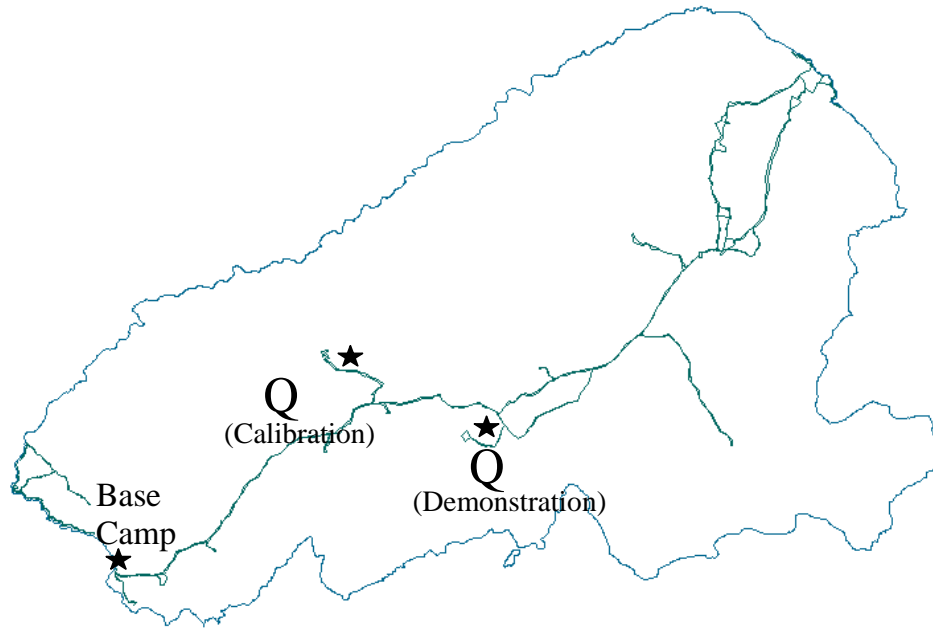 Q
(Calibration)
Q
(Demonstration)
Base
Camp